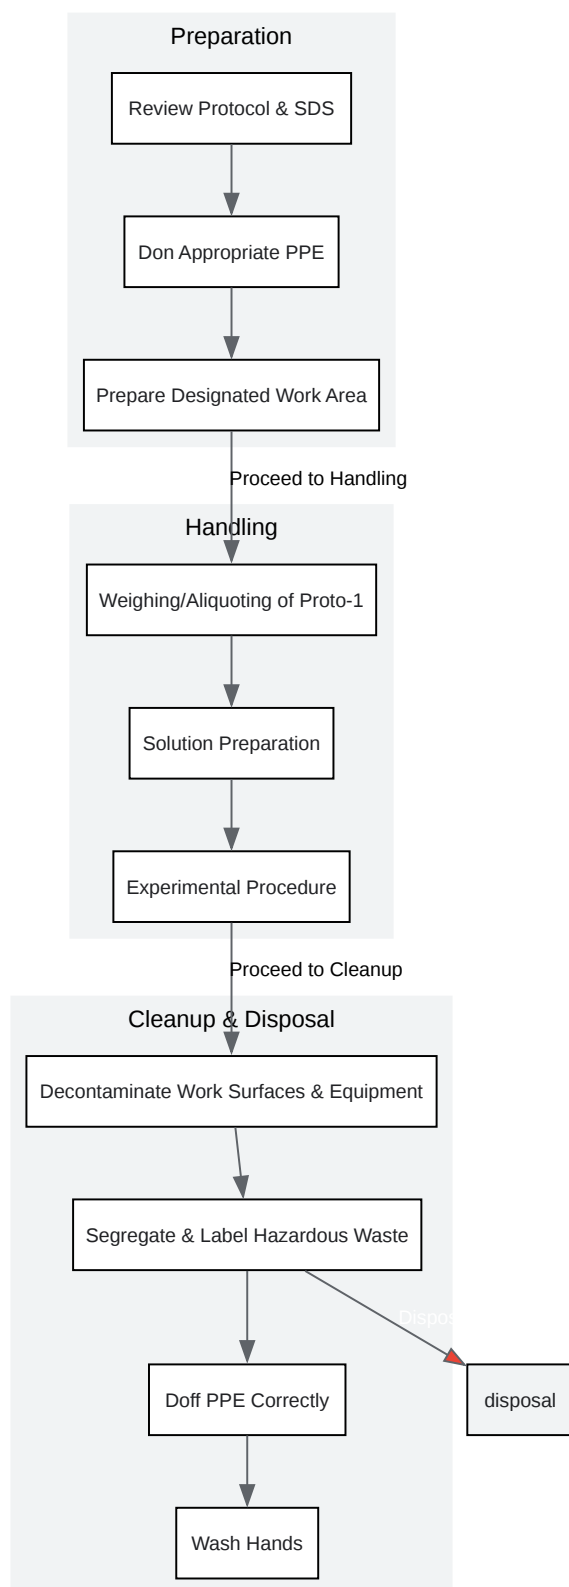 Preparation
Review Protocol & SDS
Don Appropriate PPE
Prepare Designated Work Area
Proceed to Handling
Handling
Weighing/Aliquoting of Proto-1
Solution Preparation
Experimental Procedure
Proceed to Cleanup
Cleanup & Disposal
Decontaminate Work Surfaces & Equipment
Segregate & Label Hazardous Waste
Doff PPE Correctly
disposal
Wash Hands